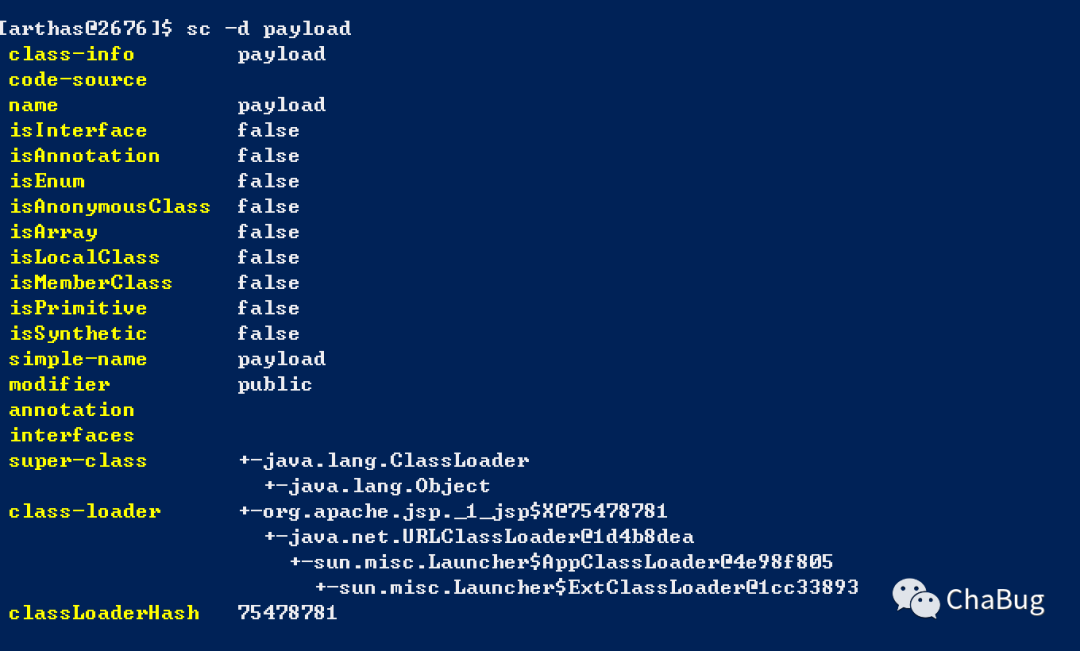 [arthas@2676]$ sc -d payload
class-info payload
code-source
name payload
isInterface false
isAnnotation false
isEnum false
isAnonymousClass false
isArray false
isLocalClass false
isMemberClass false
isPrimitive false
isSynthetic false
simple-name payload
modifier public
annotation
interfaces
super-class +-java.lang.ClassLoader
+-java.lang.Object
class-loader +-org.apache.jsp._1_jsp$X@75478781
+-java.net.URLClassLoader@1d4b8dea
+-sun.misc.Launcher$AppClassLoader@4e98f805
+-sun.misc.Launcher$ExtClassLoader@1cc33893
classLoaderHash 75478781
ChaBug